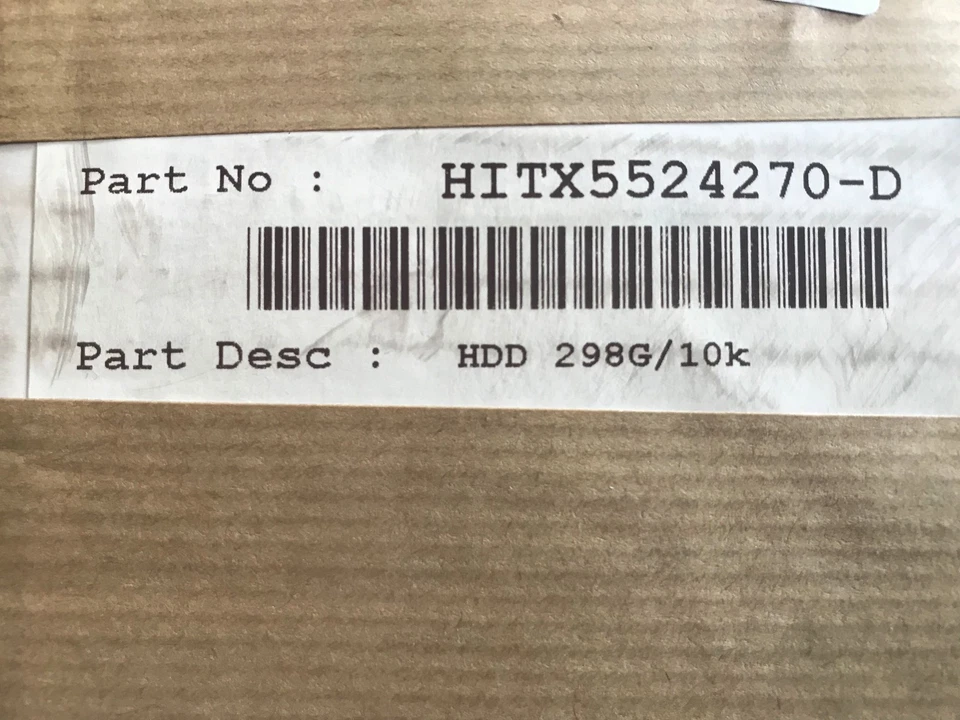 Part No : HITX5524270-D
Part Desc : HDD 298G/10k